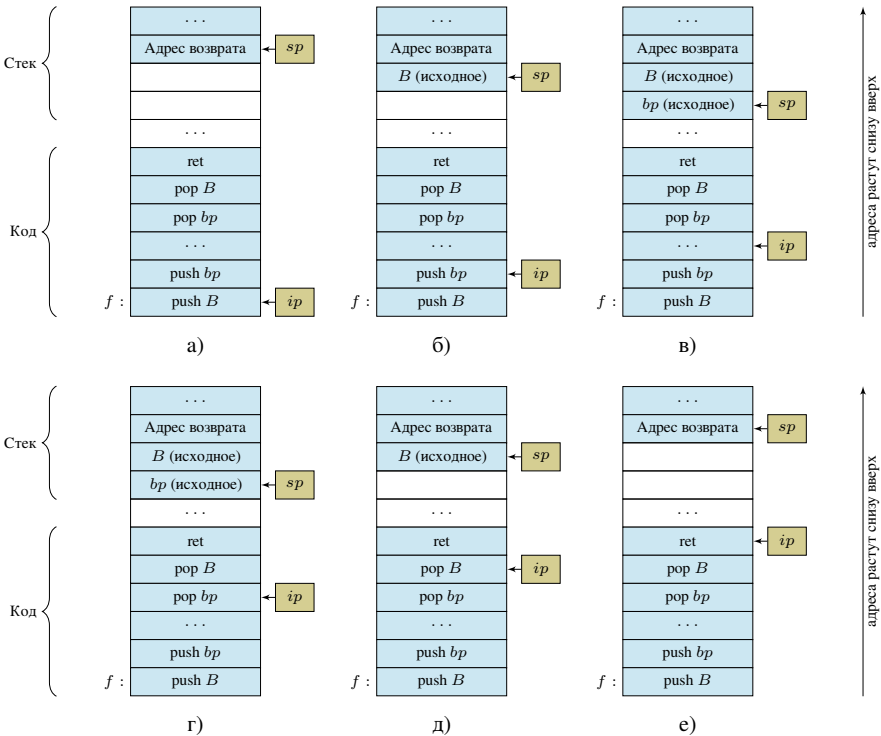 Стек
Код
· · ·
Адрес возврата
sp
· · ·
ret
pop B
pop bp
· · ·
push bp
f :
push B
ip
а)
· · ·
Адрес возврата
B (исходное)
sp
· · ·
ret
pop B
pop bp
· · ·
push bp
ip
f :
push B
б)
· · ·
Адрес возврата
B (исходное)
bp (исходное)
sp
· · ·
ret
pop B
pop bp
· · ·
ip
push bp
f :
push B
в)
адреса растут снизу вверх
Стек
Код
· · ·
Адрес возврата
B (исходное)
bp (исходное)
sp
· · ·
ret
pop B
pop bp
ip
· · ·
push bp
f :
push B
г)
· · ·
Адрес возврата
B (исходное)
sp
· · ·
ret
pop B
ip
pop bp
· · ·
push bp
f :
push B
д)
· · ·
Адрес возврата
sp
· · ·
ret
ip
pop B
pop bp
· · ·
push bp
f :
push B
е)
адреса растут снизу вверх